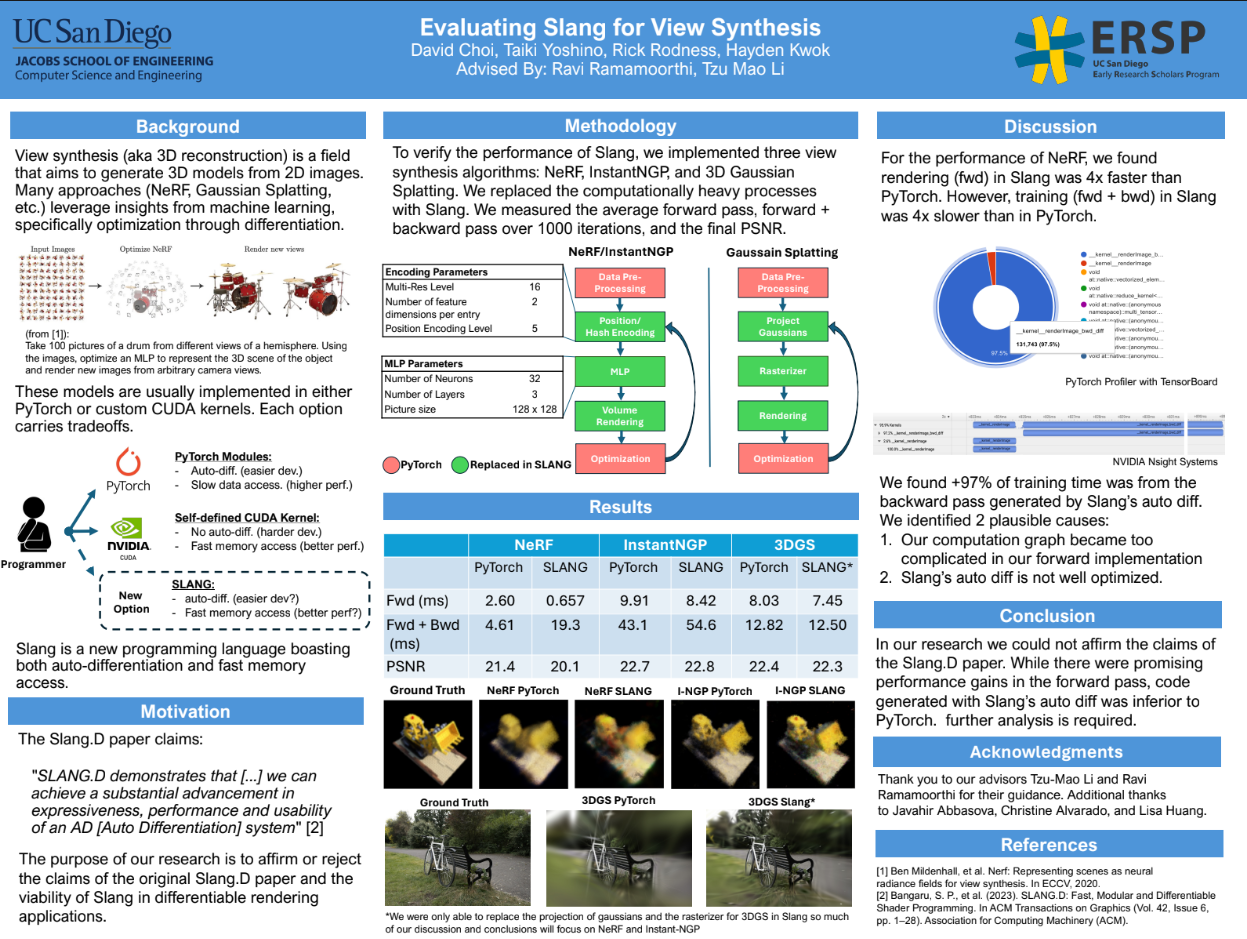 UC San Diego
JACOBS SCHOOL OF ENGINEERING
Computer Science and Engineering
Evaluating Slang for View Synthesis
David Choi, Taiki Yoshino, Rick Rodness, Hayden Kwok
Advised By: Ravi Ramamoorthi, Tzu Mao Li
ERSP
UC San Diego
Early Research Scholars Program
Background
View synthesis (aka 3D reconstruction) is a field
that aims to generate 3D models from 2D images.
Many approaches (NeRF, Gaussian Splatting,
etc.) leverage insights from machine learning,
specifically optimization through differentiation.
Input Images
Optimize NeRF
Render new views
(from [1]):
Take 100 pictures of a drum from different views of a hemisphere. Using
the images, optimize an MLP to represent the 3D scene of the object
and render new images from arbitrary camera views.
These models are usually implemented in either
PyTorch or custom CUDA kernels. Each option
carries tradeoffs.
PyTorch
PyTorch Modules:
- Auto-diff. (easier dev.)
- Slow data access. (higher perf.)
NVIDIA
CUDA
Self-defined CUDA Kernel:
- No auto-diff. (harder dev.)
- Fast memory access (better perf.)
Programmer
New
Option
SLANG:
- auto-diff. (easier dev?)
- Fast memory access (better perf?)
Slang is a new programming language boasting
both auto-differentiation and fast memory
access.
Motivation
The Slang.D paper claims:
"SLANG.D demonstrates that [...] we can
achieve a substantial advancement in
expressiveness, performance and usability
of an AD [Auto Differentiation] system" [2]
The purpose of our research is to affirm or reject
the claims of the original Slang.D paper and the
viability of Slang in differentiable rendering
applications.
Methodology
To verify the performance of Slang, we implemented three view
synthesis algorithms: NeRF, InstantNGP, and 3D Gaussian
Splatting. We replaced the computationally heavy processes
with Slang. We measured the average forward pass, forward +
backward pass over 1000 iterations, and the final PSNR.
NeRF/InstantNGP
Gaussain Splatting
Encoding Parameters
Multi-Res Level 16
Number of feature
dimensions per entry 2
Position Encoding Level 5
MLP Parameters
Number of Neurons 32
Number of Layers 3
Picture size 128 x 128
Data Pre-
Processing
Position/
Hash Encoding
MLP
Volume
Rendering
Optimization
Data Pre-
Processing
Project
Gaussians
Rasterizer
Rendering
Optimization
PyTorch
Replaced in SLANG
Results
NeRF InstantNGP 3DGS
PyTorch SLANG PyTorch SLANG PyTorch SLANG*
Fwd (ms) 2.60 0.657 9.91 8.42 8.03 7.45
Fwd + Bwd
(ms) 4.61 19.3 43.1 54.6 12.82 12.50
PSNR 21.4 20.1 22.7 22.8 22.4 22.3
Ground Truth NeRF PyTorch NeRF SLANG I-NGP PyTorch I-NGP SLANG
Ground Truth 3DGS PyTorch 3DGS Slang*
*We were only able to replace the projection of gaussians and the rasterizer for 3DGS in Slang so much
of our discussion and conclusions will focus on NeRF and Instant-NGP
Discussion
For the performance of NeRF, we found
rendering (fwd) in Slang was 4x faster than
PyTorch. However, training (fwd + bwd) in Slang
was 4x slower than in PyTorch.
97.5%
__kernel__renderImage_b...
__kernel__renderImage
void
at::native::vectorized_elem...
void
at::native::reduce_kernel<...
void at::native::(anonymous
namespace)::multi_tensor...
__kernel__renderImage_bwd_diff
131,743 (97.5%)
void at::native::(anonymou...
PyTorch Profiler with TensorBoard
NVIDIA Nsight Systems
We found +97% of training time was from the
backward pass generated by Slang's auto diff.
We identified 2 plausible causes:
1. Our computation graph became too
complicated in our forward implementation
2. Slang's auto diff is not well optimized.
Conclusion
In our research we could not affirm the claims of
the Slang.D paper. While there were promising
performance gains in the forward pass, code
generated with Slang's auto diff was inferior to
PyTorch. further analysis is required.
Acknowledgments
Thank you to our advisors Tzu-Mao Li and Ravi
Ramamoorthi for their guidance. Additional thanks
to Javahir Abbasova, Christine Alvarado, and Lisa Huang.
References
[1] Ben Mildenhall, et al. Nerf: Representing scenes as neural
radiance fields for view synthesis. In ECCV, 2020.
[2] Bangaru, S. P., et al. (2023). SLANG.D: Fast, Modular and Differentiable
Shader Programming. In ACM Transactions on Graphics (Vol. 42, Issue 6,
pp. 1–28). Association for Computing Machinery (ACM).